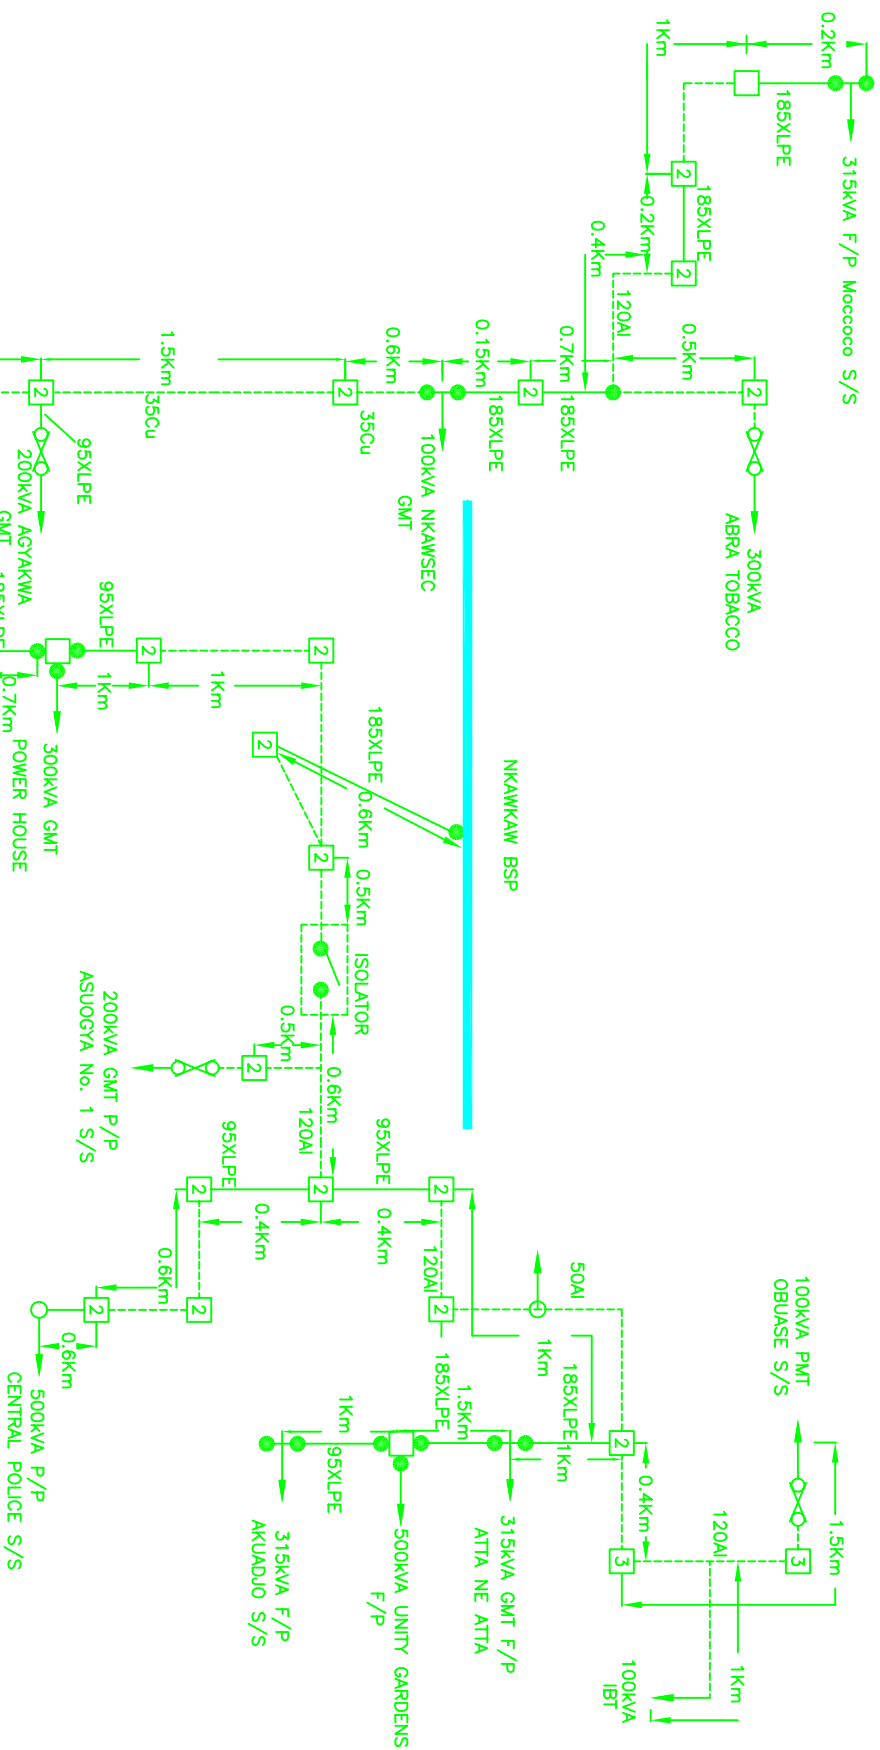 0.2Km
315kVA F/P Moccoco S/S
185XLPE
1Km
2
185XLPE
0.2Km
2
0.4Km
120Al
0.5Km
2
300kVA
ABRA TOBACCO
0.7Km
185XLPE
2
0.15Km
185XLPE
100kVA NKAWSEC
GMT
0.6Km
35Cu
2
1.5Km
35Cu
2
95XLPE
200kVA AGYAKWA
GMT
NKAWKAW BSP
185XLPE
0.6Km
2
2
1Km
2
95XLPE
1Km
300kVA GMT
POWER HOUSE
0.7Km
2
0.5Km
ISOLATOR
0.5Km
2
200kVA GMT P/P
ASUOGYA No. 1 S/S
0.6Km
120Al
2
95XLPE
0.4Km
2
95XLPE
0.4Km
2
120Al
2
2
0.6Km
2
0.6Km
500kVA P/P
CENTRAL POLICE S/S
50Al
1Km
185XLPE
2
1Km
185XLPE
1.5Km
315kVA GMT F/P
ATTA NE ATTA
500kVA UNITY GARDENS
F/P
1Km
95XLPE
315kVA F/P
AKUADJO S/S
0.4Km
3
120Al
3
1.5Km
100kVA PMT
OBUASE S/S
1Km
100kVA
IBT